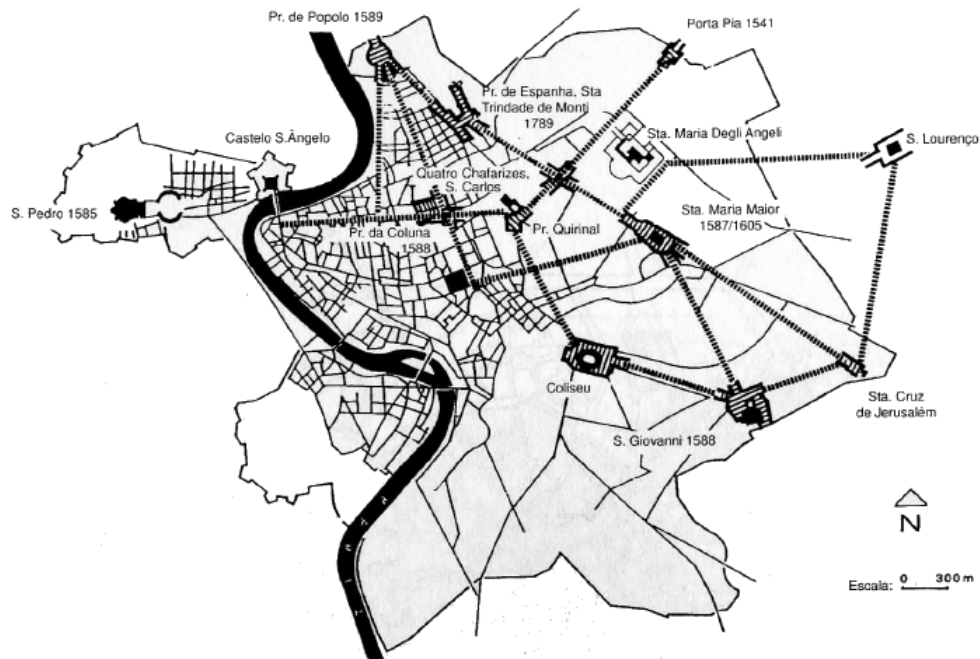 Pr. de Popolo 1589
Porta Pia 1541
Pr. de Espanha, Sta
Trindade de Monti
1789
Castelo S.Ângelo
Sta. Maria Degli Angeli
S. Lourenço
Quatro Chafarizes,
S. Carlos
S. Pedro 1585
Pr. da Coluna
1588
Pr. Quirinal
Sta. Maria Maior
1587/1605
Coliseu
Sta. Cruz
de Jerusalém
S. Giovanni 1588
N
Escala: 0 300 m